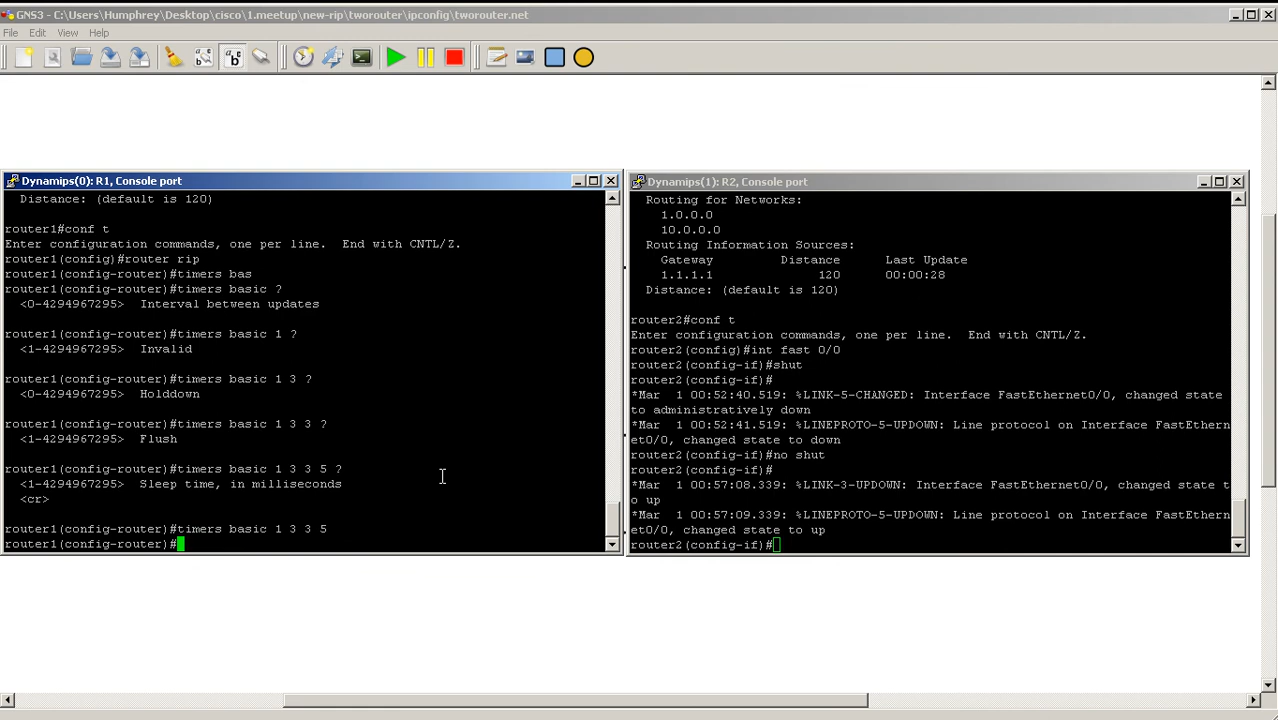 GNS3 - C:\Users\Humphrey\Desktop\cisco\1.meetup\new-rip\tworouter\ipconfig\tworouter.net
File Edit View Help
Dynamips(0): R1, Console port
Distance: (default is 120)
router1#conf t
Enter configuration commands, one per line.  End with CNTL/Z.
router1(config)#router rip
router1(config-router)#timers bas
router1(config-router)#timers basic ?
<0-4294967295>  Interval between updates
router1(config-router)#timers basic 1 ?
<1-4294967295>  Invalid
router1(config-router)#timers basic 1 3 ?
<0-4294967295>  Holddown
router1(config-router)#timers basic 1 3 3 ?
<1-4294967295>  Flush
router1(config-router)#timers basic 1 3 3 5 ?
<1-4294967295>  Sleep time, in milliseconds
<cr>
router1(config-router)#timers basic 1 3 3 5
router1(config-router)#
Dynamips(1): R2, Console port
Routing for Networks:
1.0.0.0
10.0.0.0
Routing Information Sources:
Gateway         Distance      Last Update
1.1.1.1              120      00:00:28
Distance: (default is 120)
router2#conf t
Enter configuration commands, one per line.  End with CNTL/Z.
router2(config)#int fast 0/0
router2(config-if)#shut
router2(config-if)#
*Mar  1 00:52:40.519: %LINK-5-CHANGED: Interface FastEthernet0/0, changed state
to administratively down
*Mar  1 00:52:41.519: %LINEPROTO-5-UPDOWN: Line protocol on Interface FastEthern
et0/0, changed state to down
router2(config-if)#no shut
router2(config-if)#
*Mar  1 00:57:08.339: %LINK-3-UPDOWN: Interface FastEthernet0/0, changed state t
o up
*Mar  1 00:57:09.339: %LINEPROTO-5-UPDOWN: Line protocol on Interface FastEthern
et0/0, changed state to up
router2(config-if)#